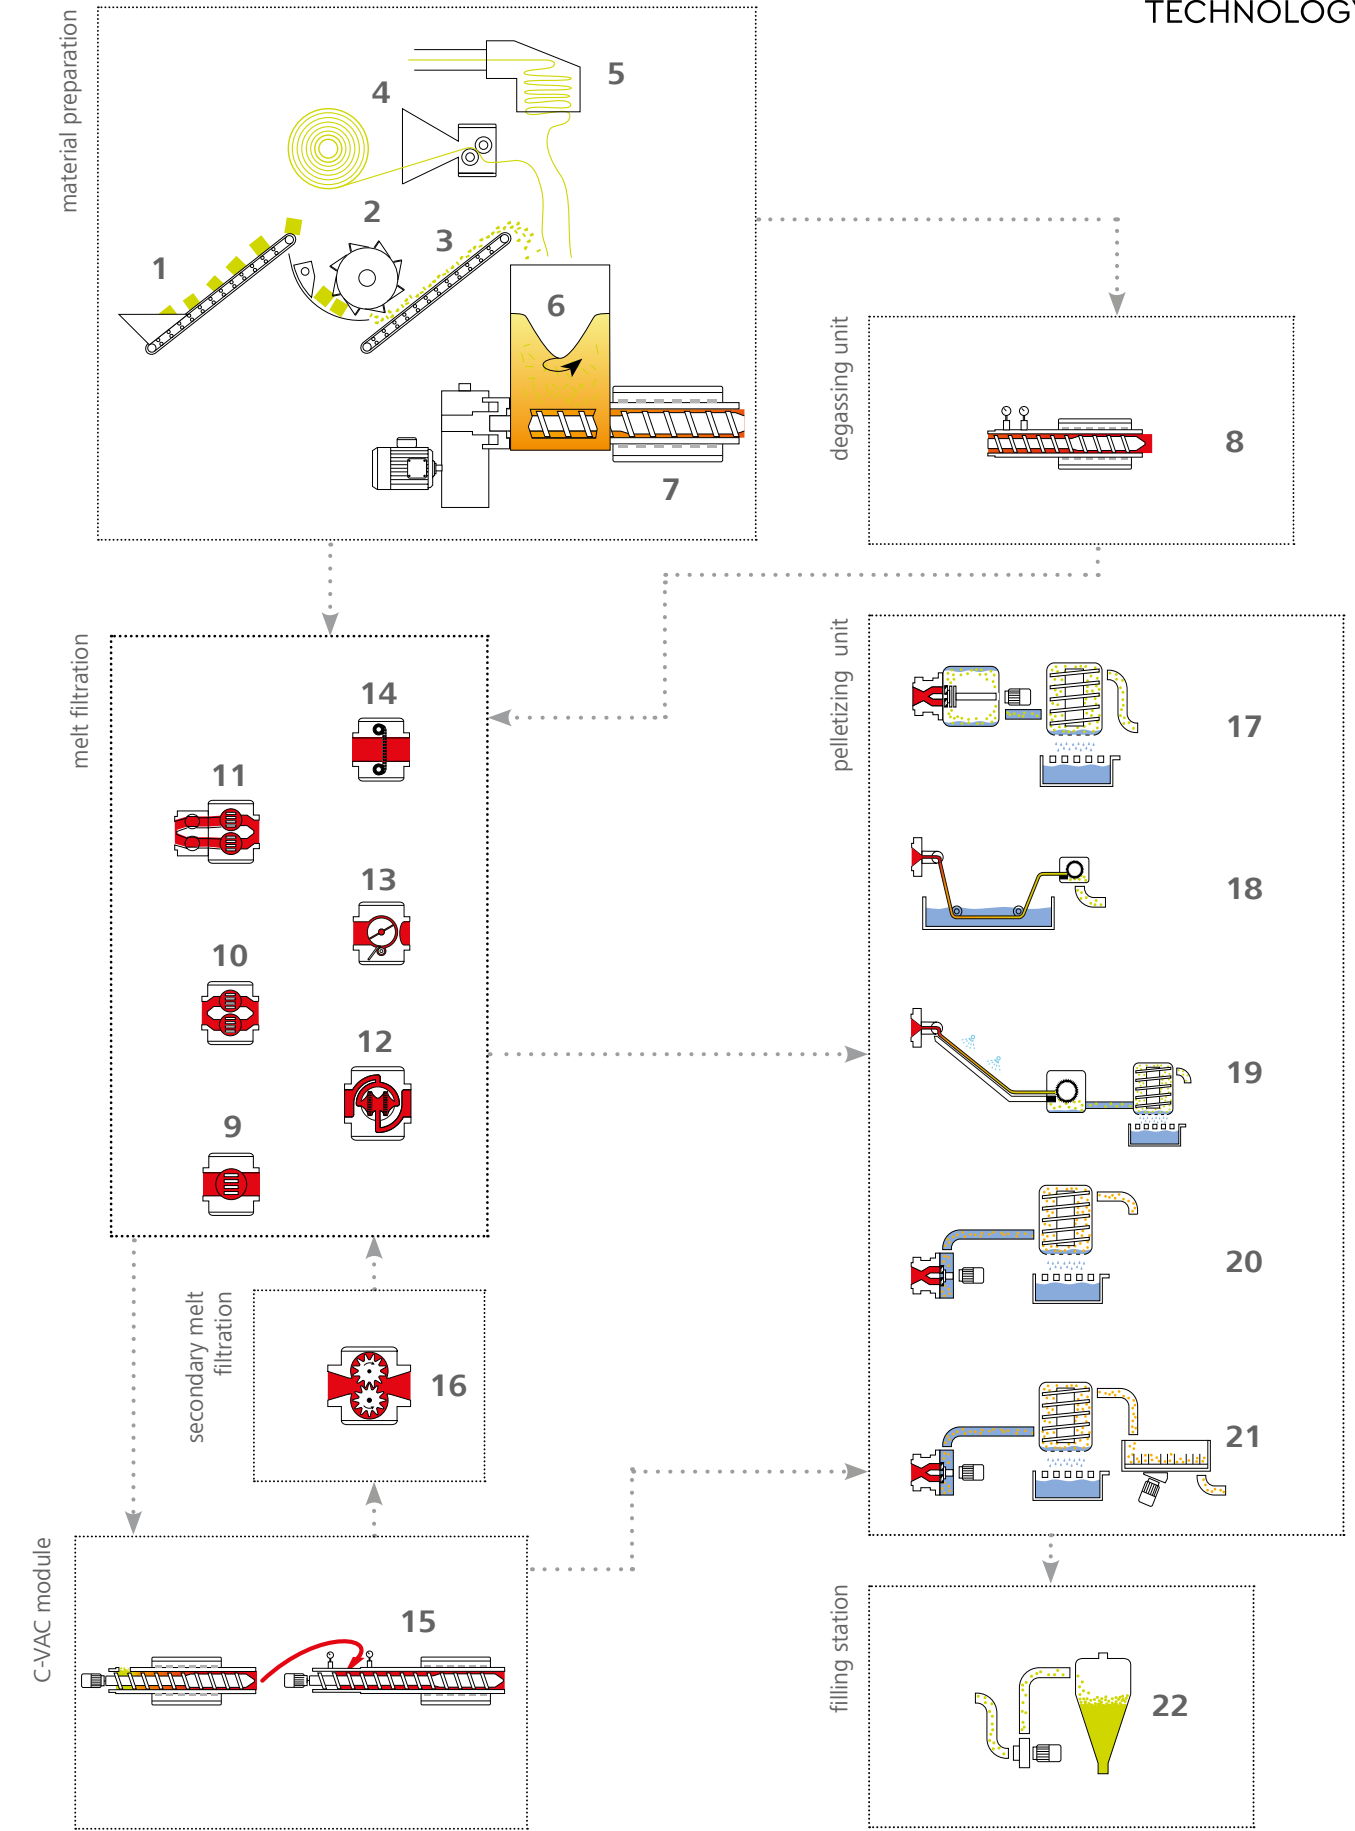 TECHNOLOGY
material preparation
5
4
2
3
1
6
7
degassing unit
8
melt filtration
14
11
13
10
12
9
pelletizing unit
17
18
19
20
21
secondary melt
filtration
16
C-VAC module
15
filling station
22